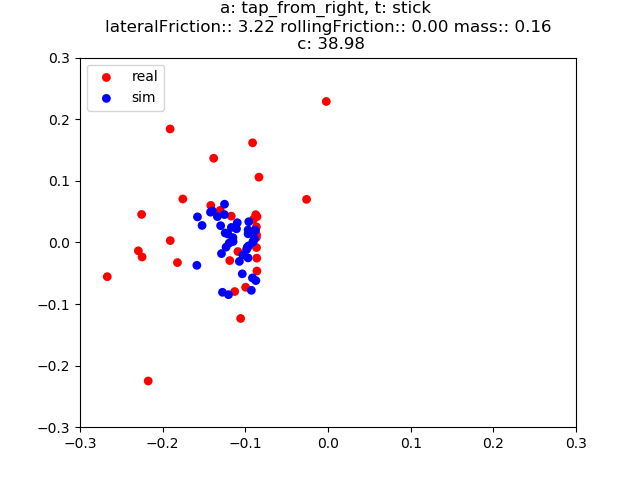 a: tap_from_right, t: stick
lateralFriction:: 3.22 rollingFriction:: 0.00 mass:: 0.16
c: 38.98
real
sim
0.3
0.2
0.1
0.0
−0.1
−0.2
−0.3
−0.3 −0.2 −0.1 0.0 0.1 0.2 0.3